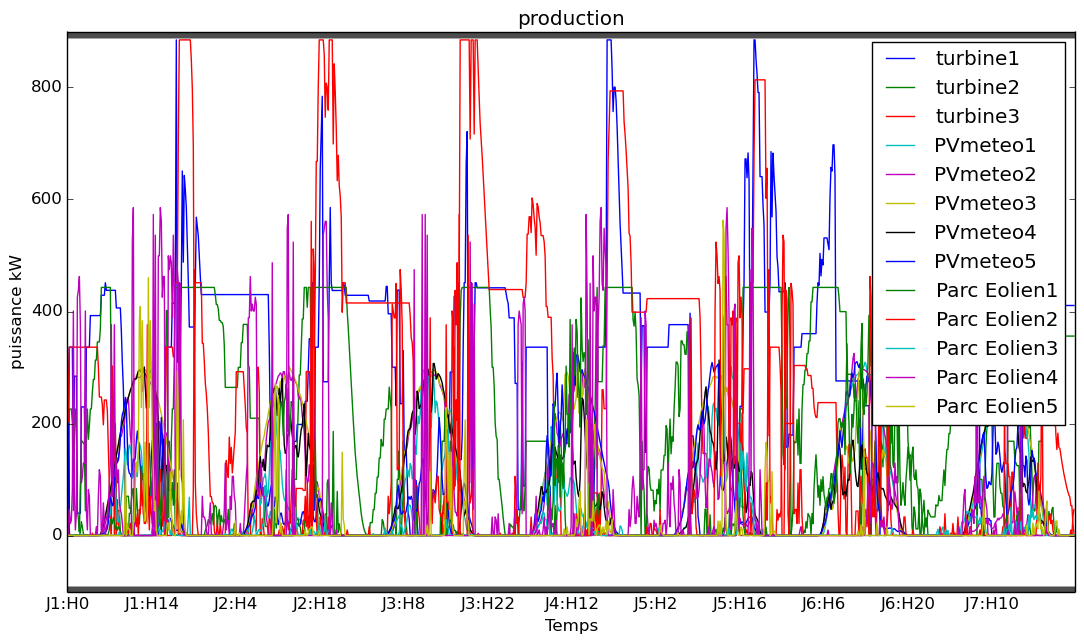 production
puissance kW
800
600
400
200
0
turbine1
turbine2
turbine3
PVmeteo1
PVmeteo2
PVmeteo3
PVmeteo4
PVmeteo5
Parc Eolien1
Parc Eolien2
Parc Eolien3
Parc Eolien4
Parc Eolien5
J1:H0 J1:H14 J2:H4 J2:H18 J3:H8 J3:H22 J4:H12 J5:H2 J5:H16 J6:H6 J6:H20 J7:H10
Temps